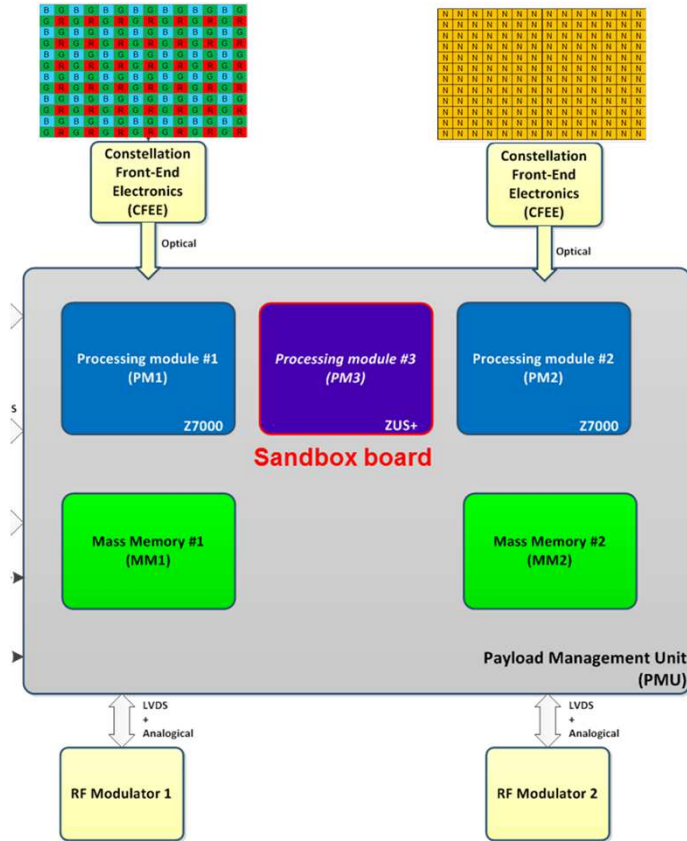 B G B G B G B G B G B G B G
G R G R G R G R G R G R G R
B G B G B G B G B G B G B G
G R G R G R G R G R G R G R
B G B G B G B G B G B G B G
G R G R G R G R G R G R G R
B G B G B G B G B G B G B G
G R G R G R G R G R G R G R
B G B G B G B G B G B G B G
G R G R G R G R G R G R G R
B G B G B G B G B G B G B G
G R G R G R G R G R G R G R
N N N N N N N N N N N N N N
N N N N N N N N N N N N N N
N N N N N N N N N N N N N N
N N N N N N N N N N N N N N
N N N N N N N N N N N N N N
N N N N N N N N N N N N N N
N N N N N N N N N N N N N N
N N N N N N N N N N N N N N
N N N N N N N N N N N N N N
N N N N N N N N N N N N N N
N N N N N N N N N N N N N N
N N N N N N N N N N N N N N
Constellation
Front-End
Electronics
(CFEE)
Constellation
Front-End
Electronics
(CFEE)
Optical
Optical
Processing module #1
(PM1)
Z7000
Processing module #3
(PM3)
ZUS+
Processing module #2
(PM2)
Z7000
S
Sandbox board
Mass Memory #1
(MM1)
Mass Memory #2
(MM2)
Payload Management Unit
(PMU)
LVDS
+
Analogical
LVDS
+
Analogical
RF Modulator 1
RF Modulator 2